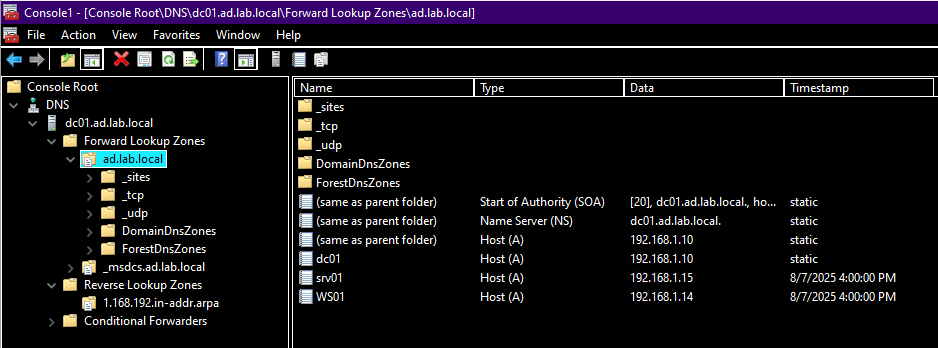 Console1 - [Console Root\DNS\dc01.ad.lab.local\Forward Lookup Zones\ad.lab.local]
File Action View Favorites Window Help
Console Root
DNS
dc01.ad.lab.local
Forward Lookup Zones
ad.lab.local
_sites
_tcp
_udp
DomainDnsZones
ForestDnsZones
_msdcs.ad.lab.local
Reverse Lookup Zones
1.168.192.in-addr.arpa
Conditional Forwarders
Name Type Data Timestamp
_sites
_tcp
_udp
DomainDnsZones
ForestDnsZones
(same as parent folder) Start of Authority (SOA) [20], dc01.ad.lab.local., ho... static
(same as parent folder) Name Server (NS) dc01.ad.lab.local. static
(same as parent folder) Host (A) 192.168.1.10 static
dc01 Host (A) 192.168.1.10 static
srv01 Host (A) 192.168.1.15 8/7/2025 4:00:00 PM
WS01 Host (A) 192.168.1.14 8/7/2025 4:00:00 PM